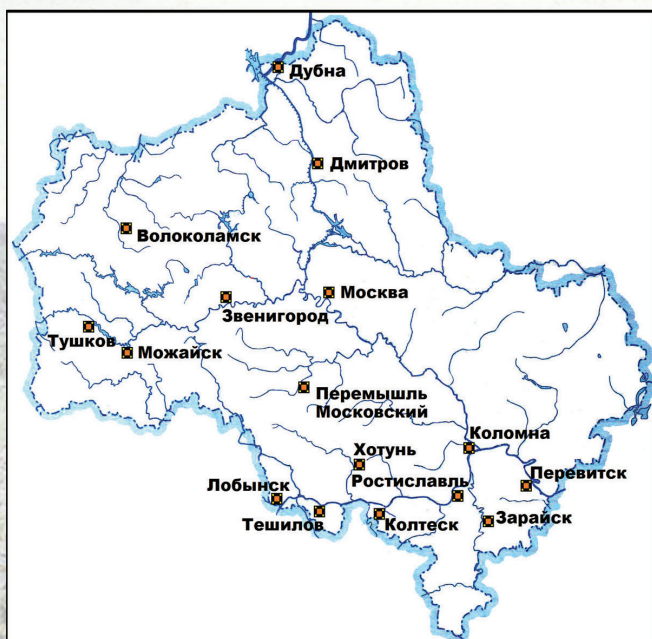 Дубна
Дмитров
Волоколамск
Москва
Звенигород
Тушков
Можайск
Перемышль
Московский
Коломна
Хотунь
Ростиславль
Перевитск
Лобынск
Тешилов
Колтеск
Зарайск